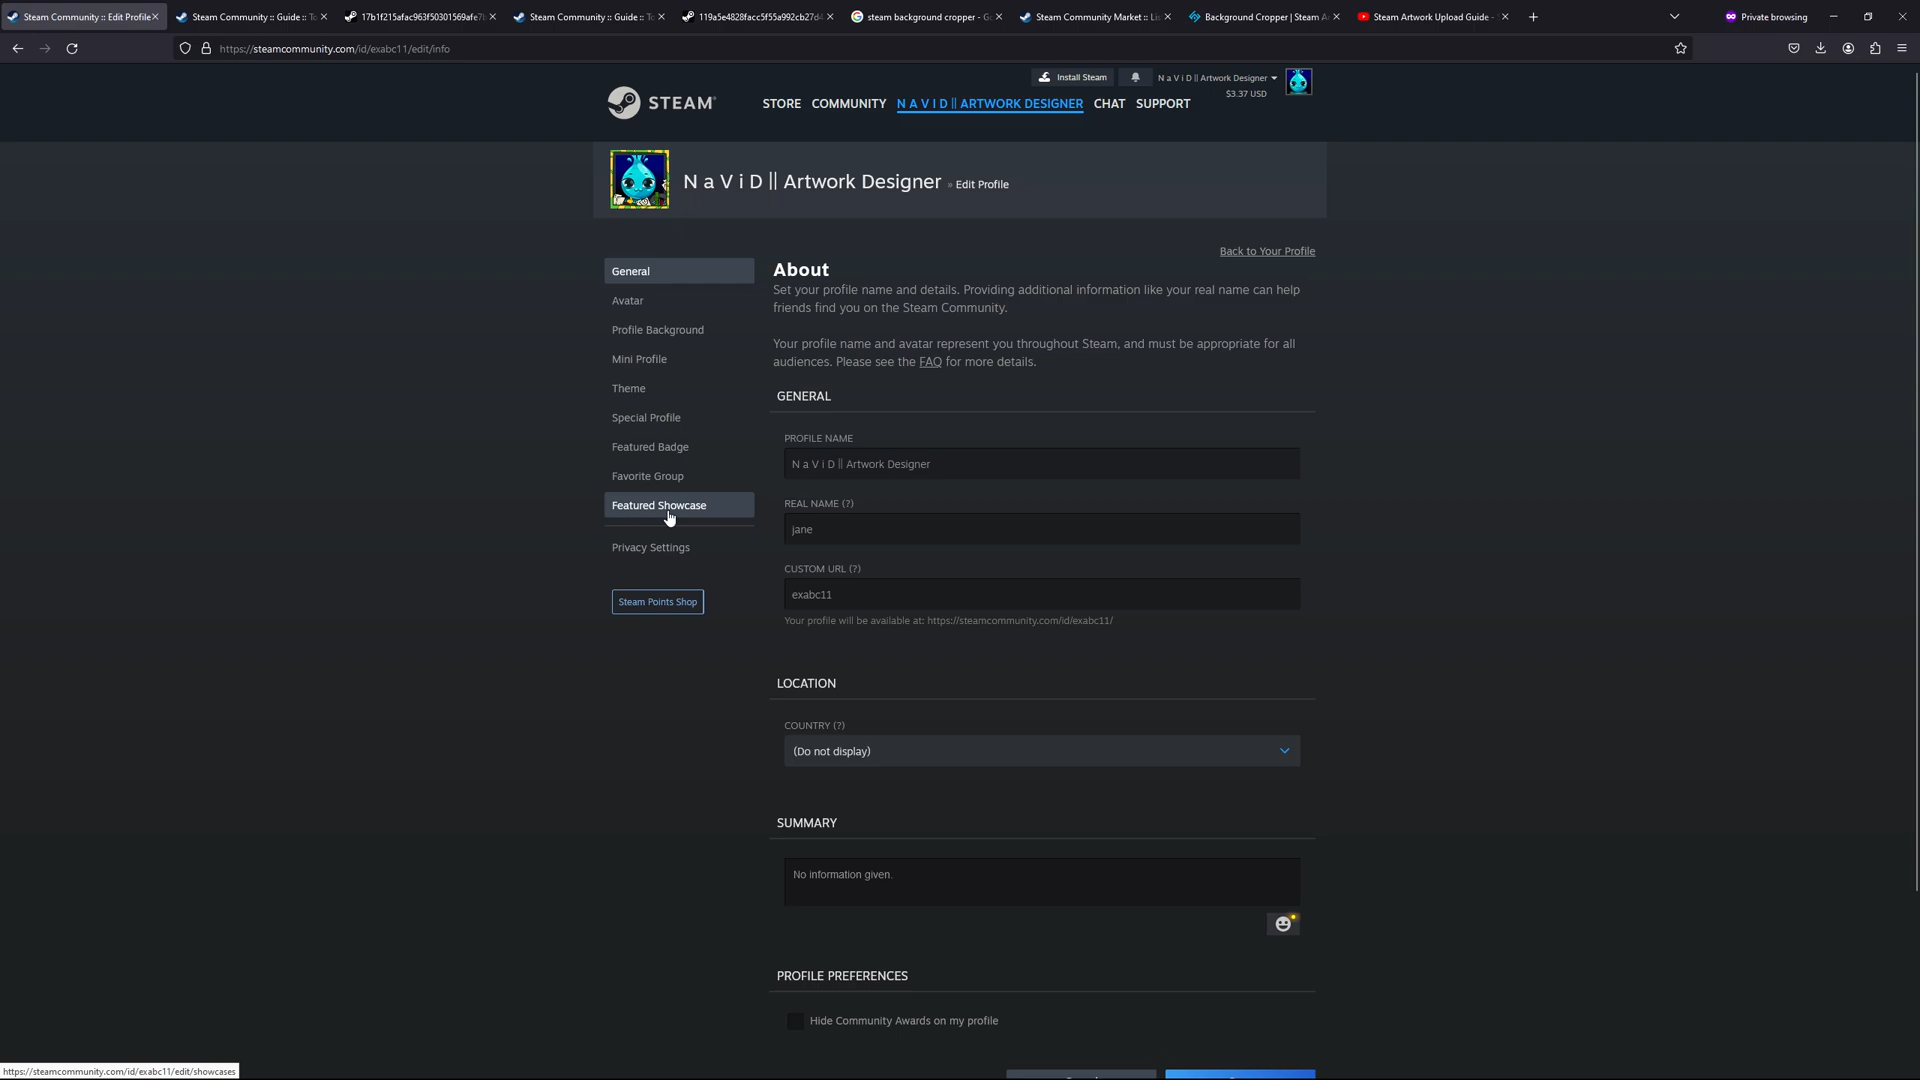 Steam Community :: Edit Profile
Steam Community :: Guide :: To
17b1f215afac963f50301569afe7b
Steam Community :: Guide :: To
119a5e4828facc5f55a992cb27d4
steam background cropper - Go
Steam Community Market :: Lis
Background Cropper | Steam A
Steam Artwork Upload Guide -
Private browsing
https://steamcommunity.com/id/exabc11/edit/info
Install Steam
N a V i D || Artwork Designer
$3.37 USD
STEAM
STORE
COMMUNITY
N A V I D || ARTWORK DESIGNER
CHAT
SUPPORT
N a V i D || Artwork Designer » Edit Profile
Back to Your Profile
General
Avatar
Profile Background
Mini Profile
Theme
Special Profile
Featured Badge
Favorite Group
Featured Showcase
Privacy Settings
Steam Points Shop
About
Set your profile name and details. Providing additional information like your real name can help
friends find you on the Steam Community.
Your profile name and avatar represent you throughout Steam, and must be appropriate for all
audiences. Please see the FAQ for more details.
GENERAL
PROFILE NAME
N a V i D || Artwork Designer
REAL NAME (?)
jane
CUSTOM URL (?)
exabc11
Your profile will be available at: https://steamcommunity.com/id/exabc11/
LOCATION
COUNTRY (?)
(Do not display)
SUMMARY
No information given.
PROFILE PREFERENCES
Hide Community Awards on my profile
https://steamcommunity.com/id/exabc11/edit/showcases